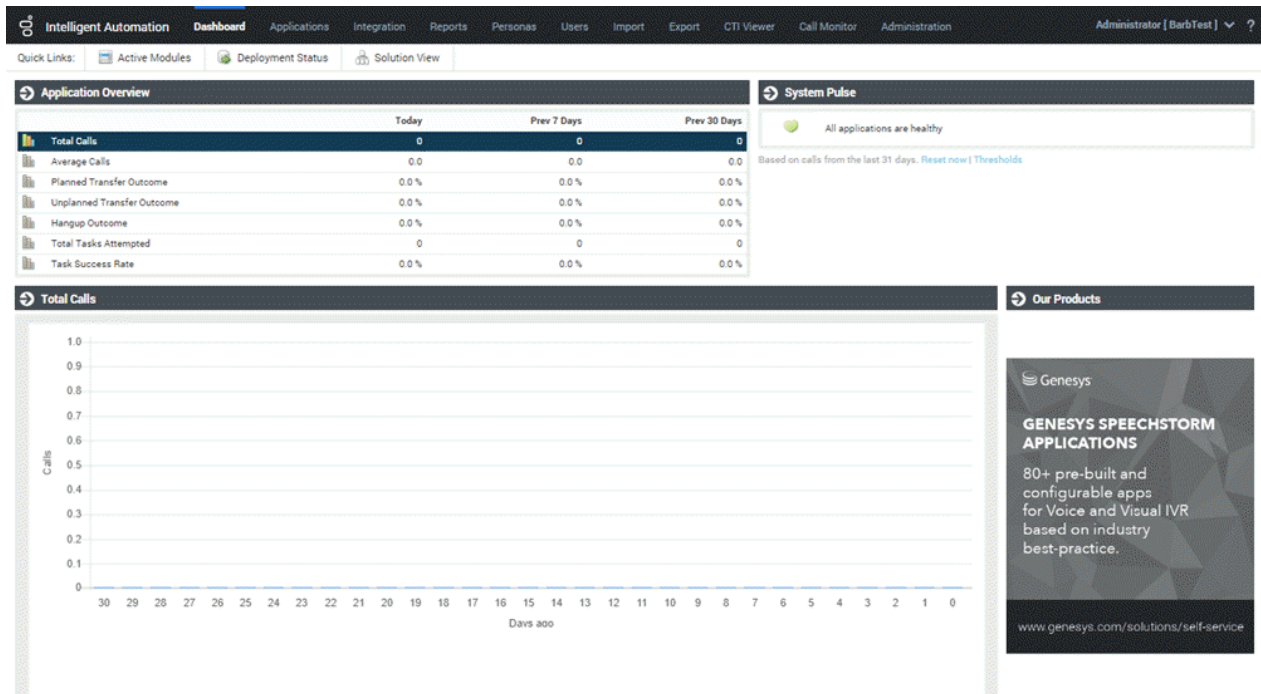 Intelligent Automation Dashboard Applications Integration Reports Personas Users Import Export CTI Viewer Call Monitor Administration Administrator [ BarbTest ] ?
Quick Links: Active Modules Deployment Status Solution View
Application Overview
Today Prev 7 Days Prev 30 Days
Total Calls 0 0 0
Average Calls 0.0 0.0 0.0
Planned Transfer Outcome 0.0 % 0.0 % 0.0 %
Unplanned Transfer Outcome 0.0 % 0.0 % 0.0 %
Hangup Outcome 0.0 % 0.0 % 0.0 %
Total Tasks Attempted 0 0 0
Task Success Rate 0.0 % 0.0 % 0.0 %
System Pulse
All applications are healthy
Based on calls from the last 31 days. Reset now | Thresholds
Total Calls
1.0
0.9
0.8
0.7
0.6
0.5
0.4
0.3
0.2
0.1
0
Calls
30 29 28 27 26 25 24 23 22 21 20 19 18 17 16 15 14 13 12 11 10 9 8 7 6 5 4 3 2 1 0
Days ago
Our Products
Genesys
GENESYS SPEECHSTORM
APPLICATIONS
80+ pre-built and
configurable apps
for Voice and Visual IVR
based on industry
best-practice.
www.genesys.com/solutions/self-service